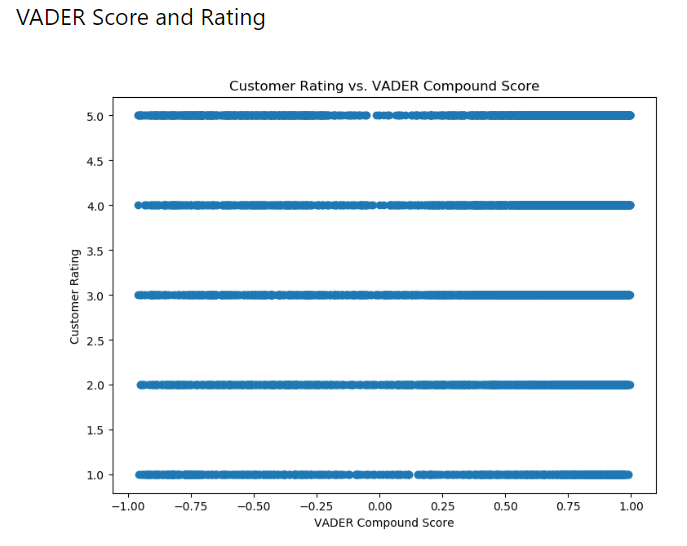 VADER Score and Rating
Customer Rating vs. VADER Compound Score
5.0
4.5
4.0
3.5
3.0
2.5
2.0
1.5
1.0
Customer Rating
−1.00 −0.75 −0.50 −0.25 0.00 0.25 0.50 0.75 1.00
VADER Compound Score